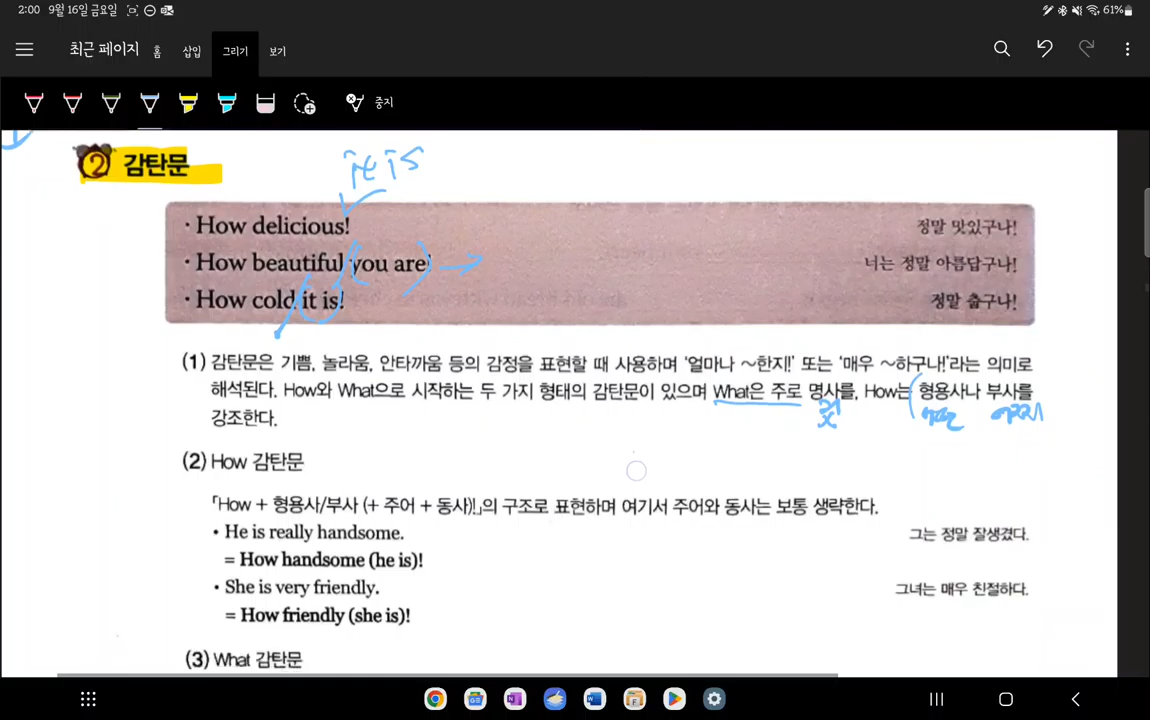 2:00 9월 16일 금요일 61%
최근 페이지 홈 삽입 그리기 보기
중지
② 감탄문
it is
· How delicious! 정말 맛있구나!
· How beautiful (you are) 너는 정말 아름답구나!
· How cold it is! 정말 춥구나!
(1) 감탄문은 기쁨, 놀라움, 안타까움 등의 감정을 표현할 때 사용하며 ‘얼마나 ~한지!’ 또는 ‘매우 ~하구나!’라는 의미로
해석된다. How와 What으로 시작하는 두 가지 형태의 감탄문이 있으며 What은 주로 명사를, How는 형용사나 부사를
강조한다.
(2) How 감탄문
「How + 형용사/부사 (+ 주어 + 동사)!」의 구조로 표현하며 여기서 주어와 동사는 보통 생략한다.
• He is really handsome. 그는 정말 잘생겼다.
= How handsome (he is)!
• She is very friendly. 그녀는 매우 친절하다.
= How friendly (she is)!
(3) What 감탄문